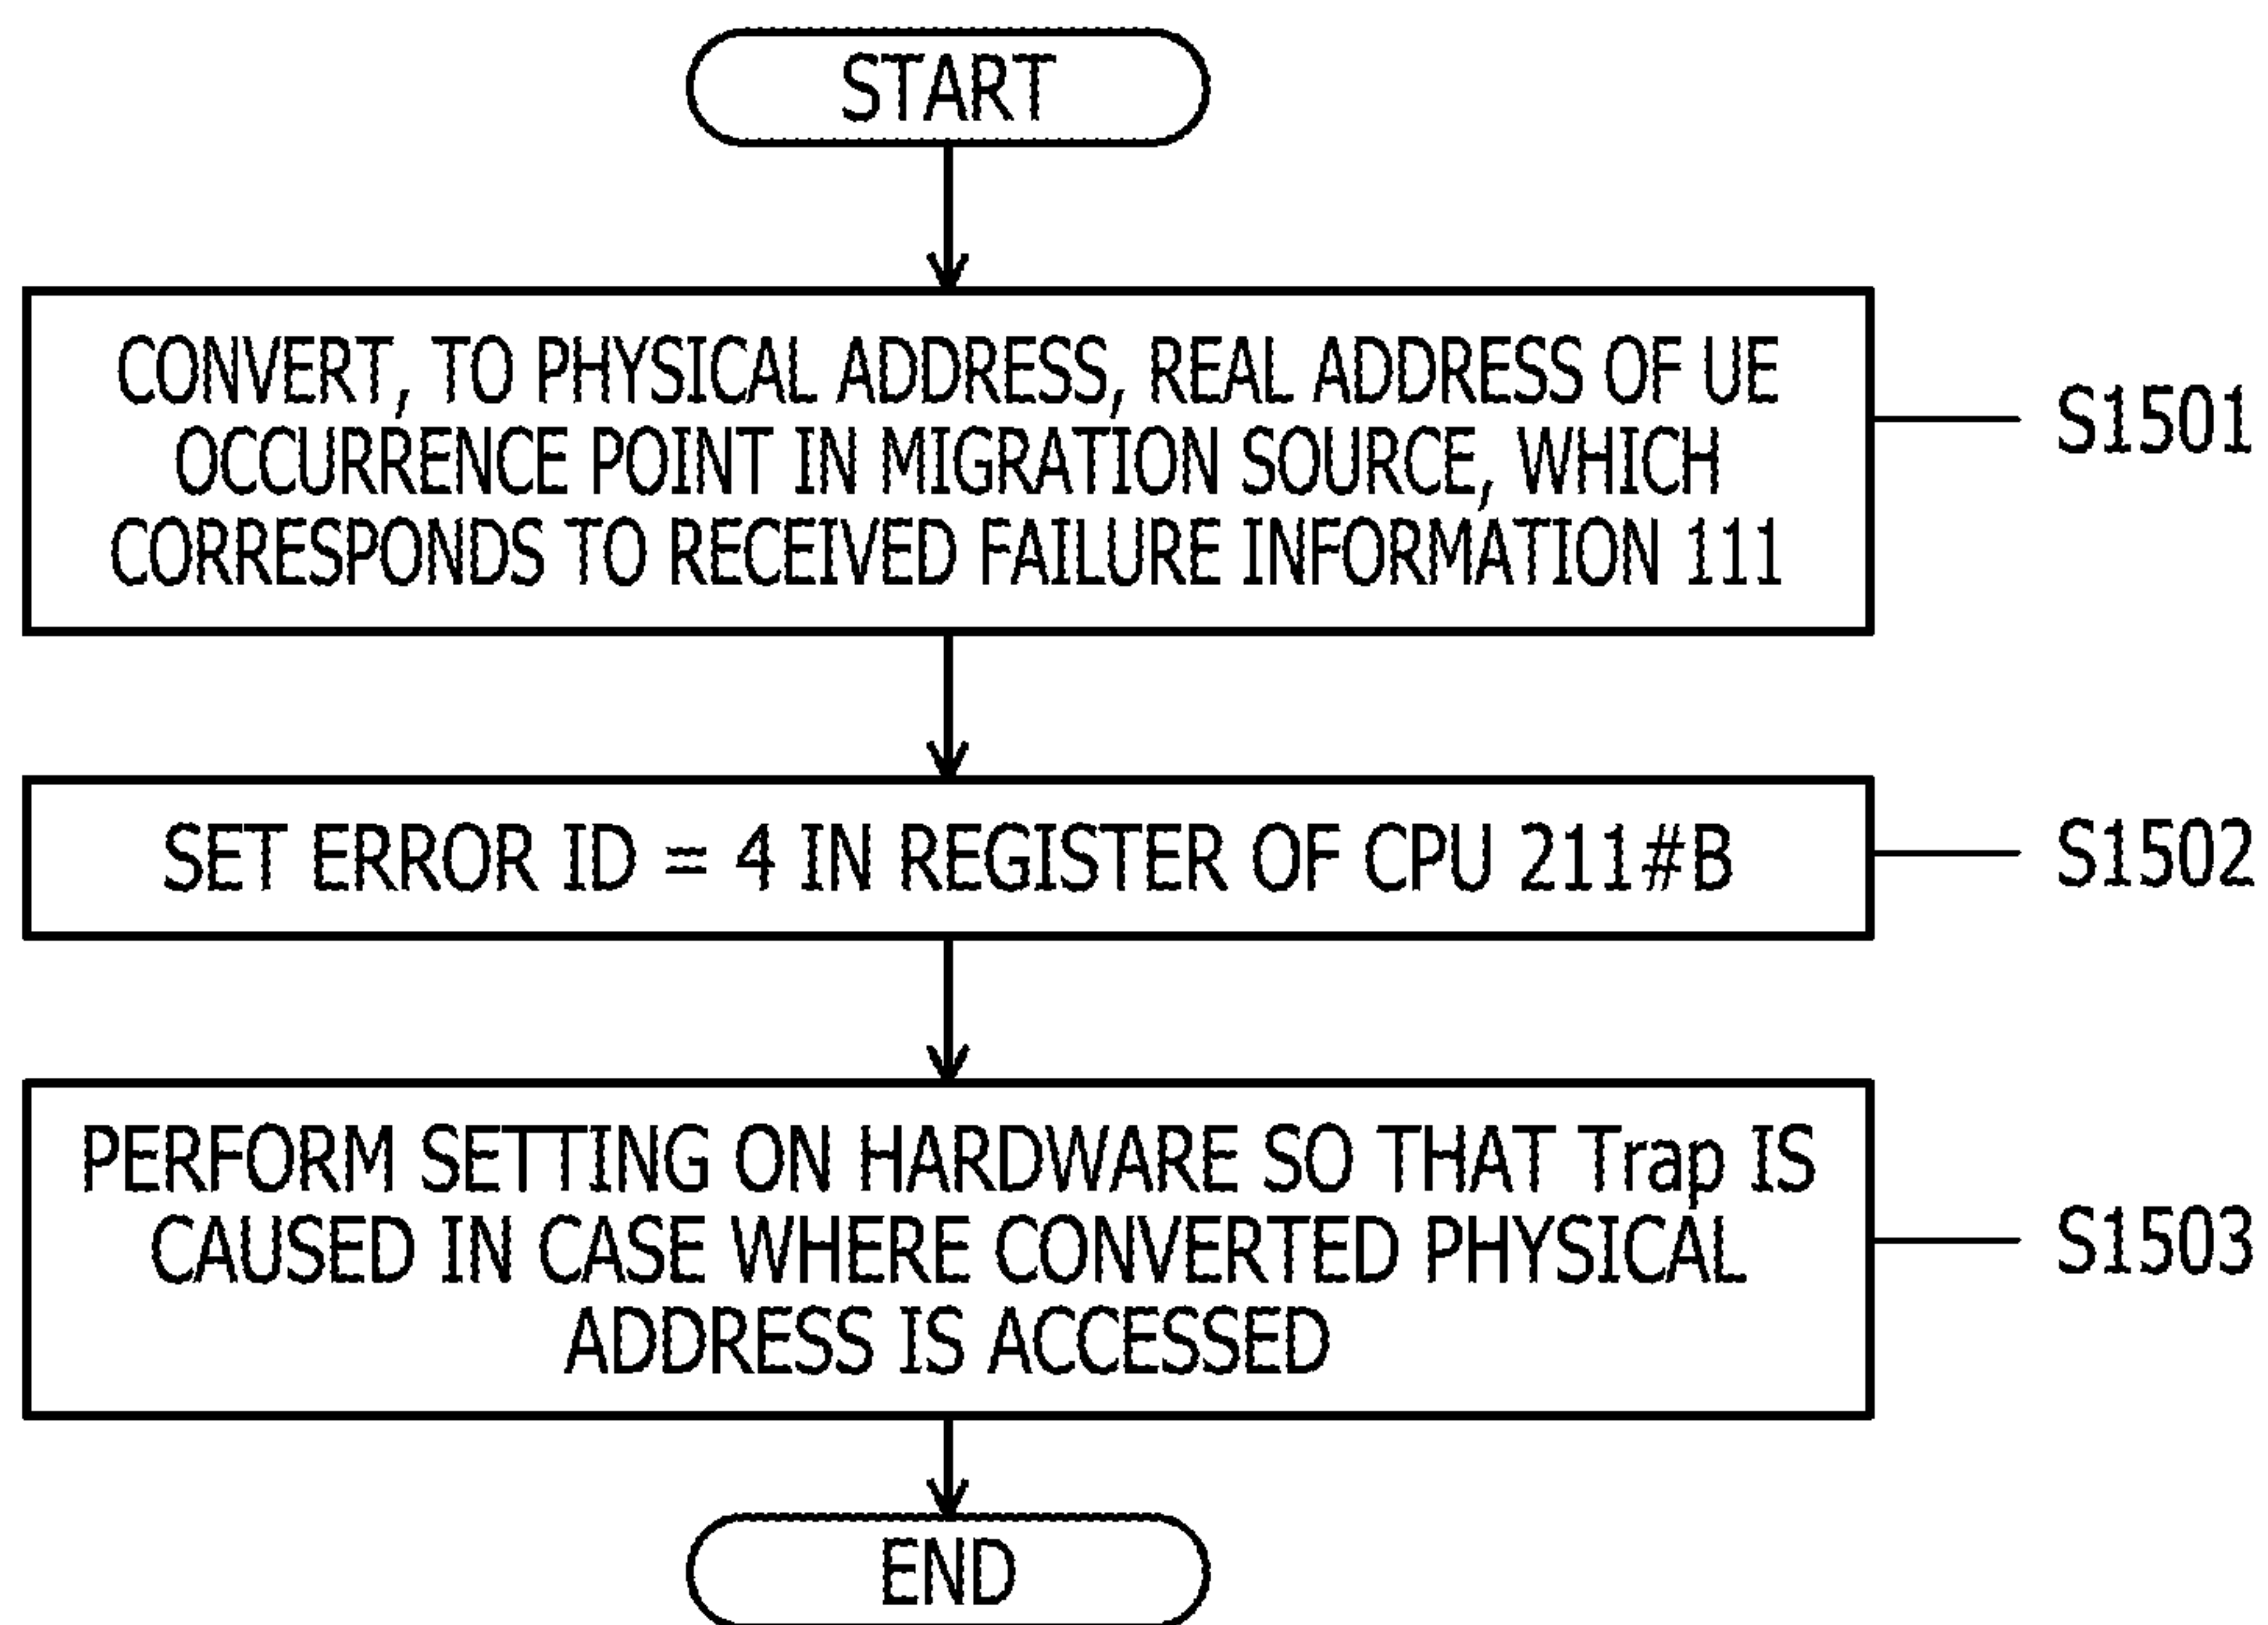 START
CONVERT, TO PHYSICAL ADDRESS, REAL ADDRESS OF UE
OCCURRENCE POINT IN MIGRATION SOURCE, WHICH
CORRESPONDS TO RECEIVED FAILURE INFORMATION 111
S1501
SET ERROR ID = 4 IN REGISTER OF CPU 211#B
S1502
PERFORM SETTING ON HARDWARE SO THAT Trap IS
CAUSED IN CASE WHERE CONVERTED PHYSICAL
ADDRESS IS ACCESSED
S1503
END